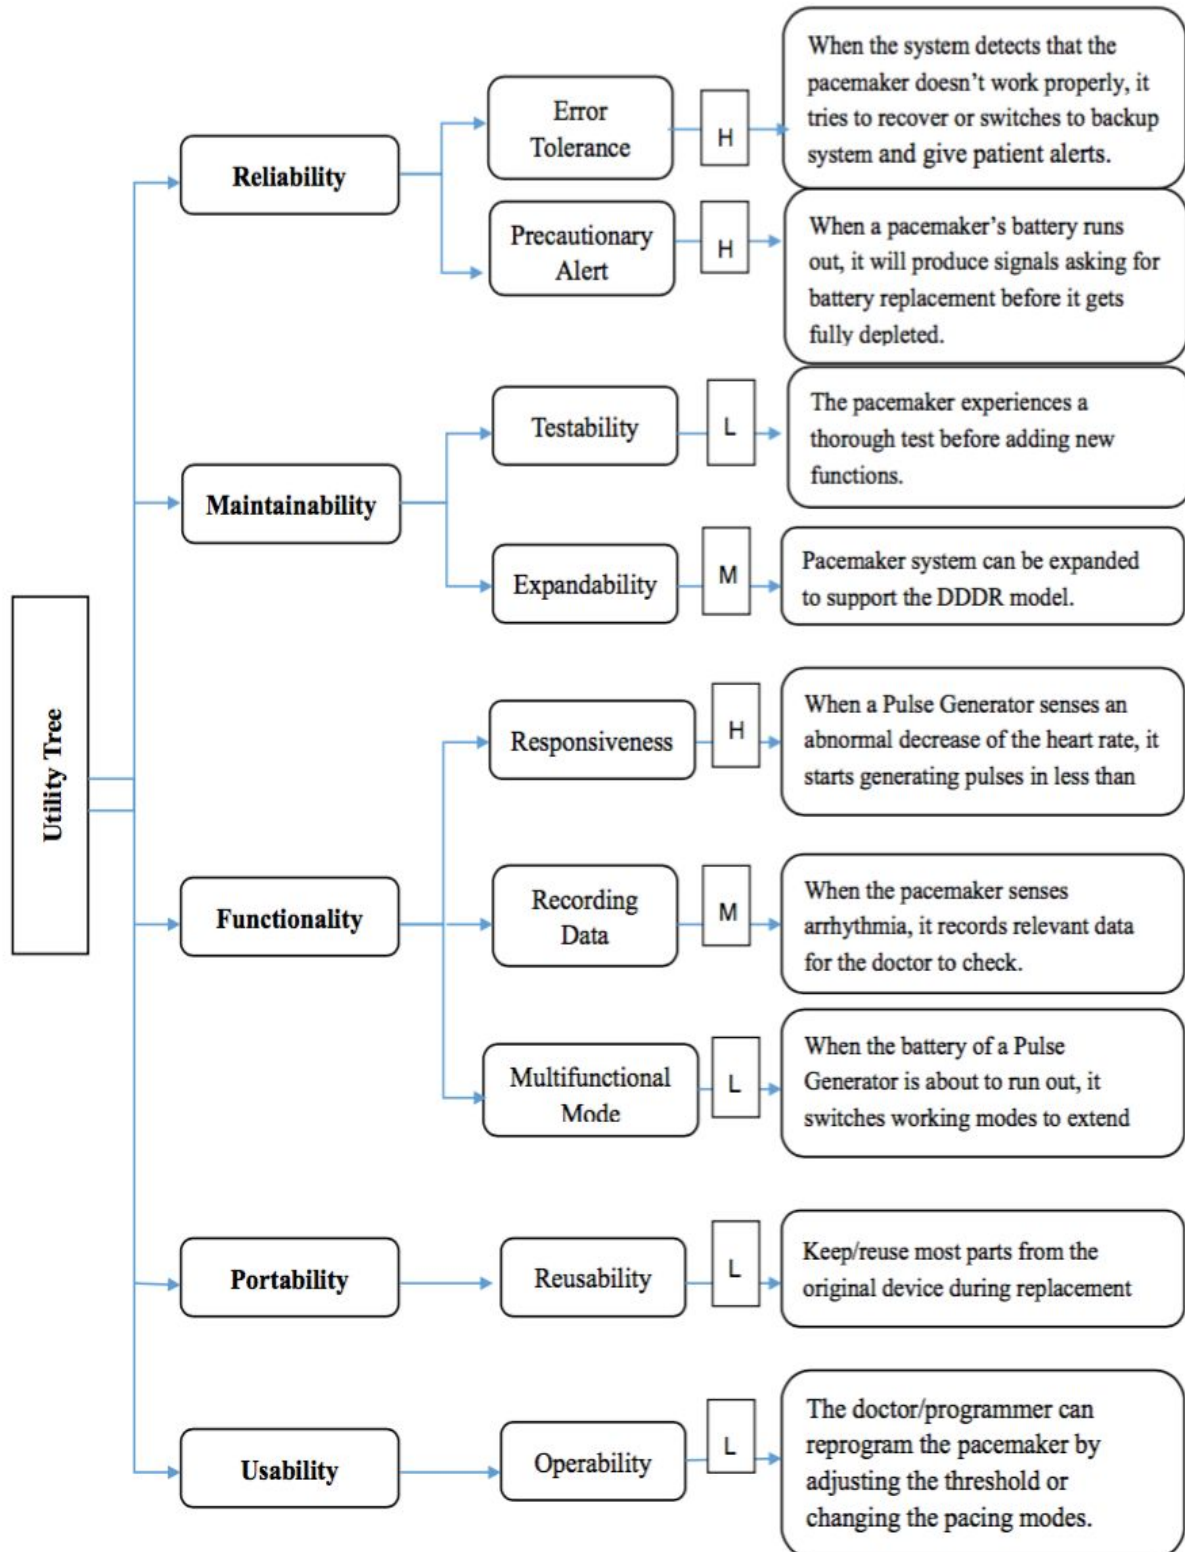 Utility Tree
Reliability
Error
Tolerance
H
When the system detects that the
pacemaker doesn’t work properly, it
tries to recover or switches to backup
system and give patient alerts.
Precautionary
Alert
H
When a pacemaker’s battery runs
out, it will produce signals asking for
battery replacement before it gets
fully depleted.
Maintainability
Testability
L
The pacemaker experiences a
thorough test before adding new
functions.
Expandability
M
Pacemaker system can be expanded
to support the DDDR model.
Functionality
Responsiveness
H
When a Pulse Generator senses an
abnormal decrease of the heart rate, it
starts generating pulses in less than
Recording
Data
M
When the pacemaker senses
arrhythmia, it records relevant data
for the doctor to check.
Multifunctional
Mode
L
When the battery of a Pulse
Generator is about to run out, it
switches working modes to extend
Portability
Reusability
L
Keep/reuse most parts from the
original device during replacement
Usability
Operability
L
The doctor/programmer can
reprogram the pacemaker by
adjusting the threshold or
changing the pacing modes.